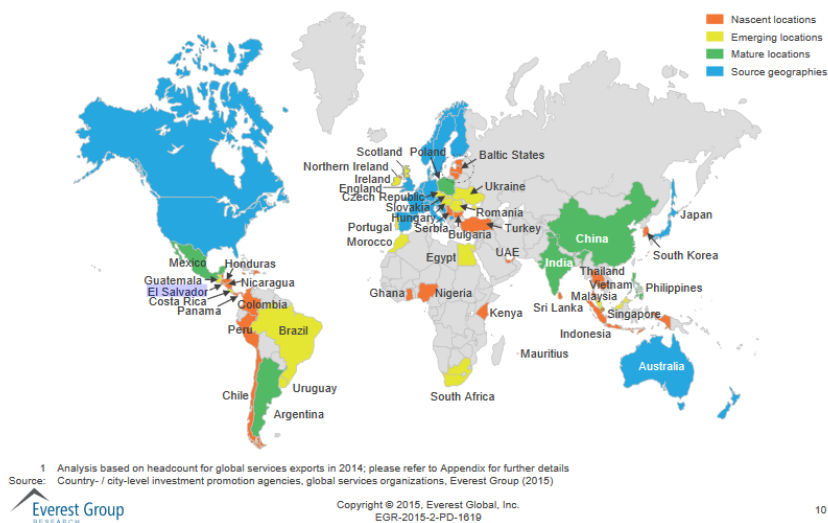 Nascent locations
Emerging locations
Mature locations
Source geographies
Scotland
Poland
Baltic States
Northern Ireland
Ireland
England
Czech Republic
Ukraine
Slovakia
Hungary
Serbia
Romania
Bulgaria
Turkey
Portugal
Morocco
Egypt
UAE
Japan
China
South Korea
India
Thailand
Vietnam
Philippines
Malaysia
Sri Lanka
Singapore
Indonesia
Mexico
Honduras
Guatemala
Nicaragua
El Salvador
Costa Rica
Panama
Colombia
Ghana
Nigeria
Kenya
Peru
Brazil
Mauritius
Australia
Chile
Uruguay
South Africa
Argentina
1 Analysis based on headcount for global services exports in 2014; please refer to Appendix for further details
Source: Country- / city-level investment promotion agencies, global services organizations, Everest Group (2015)
Everest Group
RESEARCH
Copyright © 2015, Everest Global, Inc.
EGR-2015-2-PD-1619
10